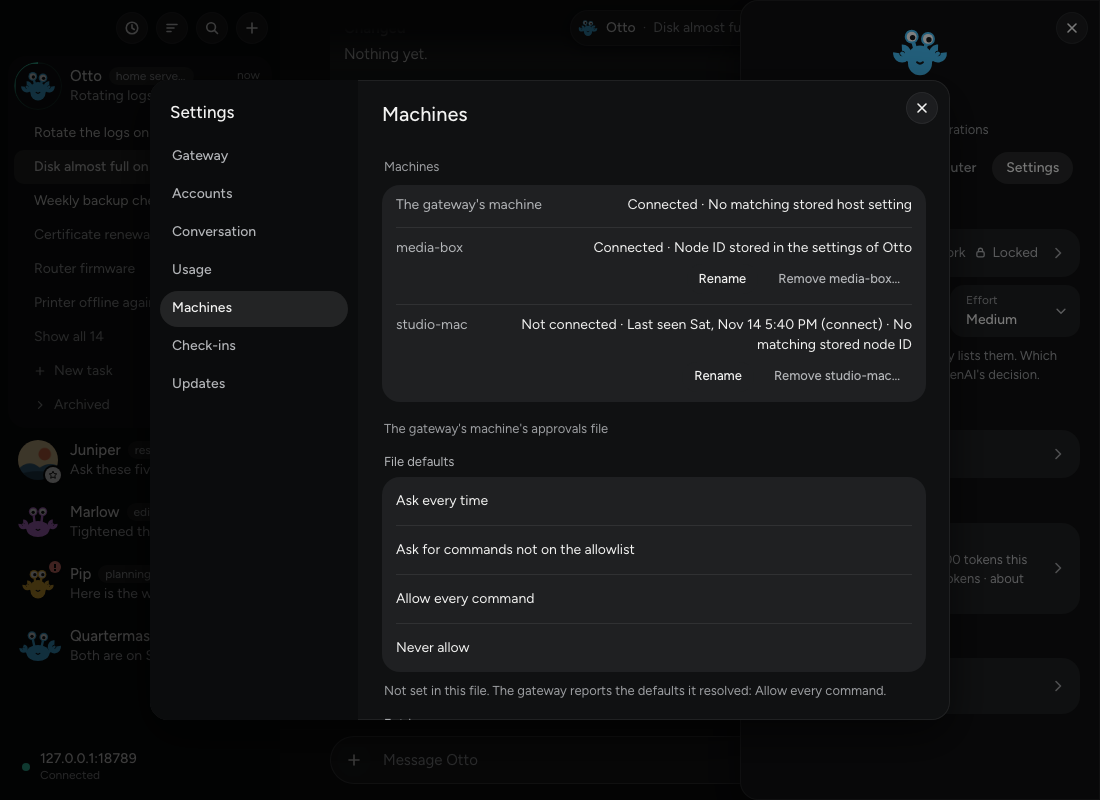 Otto
home serve...
now
Rotating logs
Rotate the logs on
Disk almost full on
Weekly backup che
Certificate renewa
Router firmware
Printer offline again
Show all 14
New task
Archived
Juniper
res
Ask these fiv
Marlow
edi
Tightened th
Pip
planning
Here is the w
Quartermas
Both are on S
127.0.0.1:18789
Connected
Nothing yet.
Otto · Disk almost fu
Message Otto
Settings
Gateway
Accounts
Conversation
Usage
Machines
Check-ins
Updates
Machines
Machines
The gateway's machine
Connected · No matching stored host setting
media-box
Connected · Node ID stored in the settings of Otto
Rename
Remove media-box...
studio-mac
Not connected · Last seen Sat, Nov 14 5:40 PM (connect) · No
matching stored node ID
Rename
Remove studio-mac...
The gateway's machine's approvals file
File defaults
Ask every time
Ask for commands not on the allowlist
Allow every command
Never allow
Not set in this file. The gateway reports the defaults it resolved: Allow every command.
rations
uter
Settings
ork
Locked
Effort
Medium
y lists them. Which
enAI's decision.
00 tokens this
okens · about